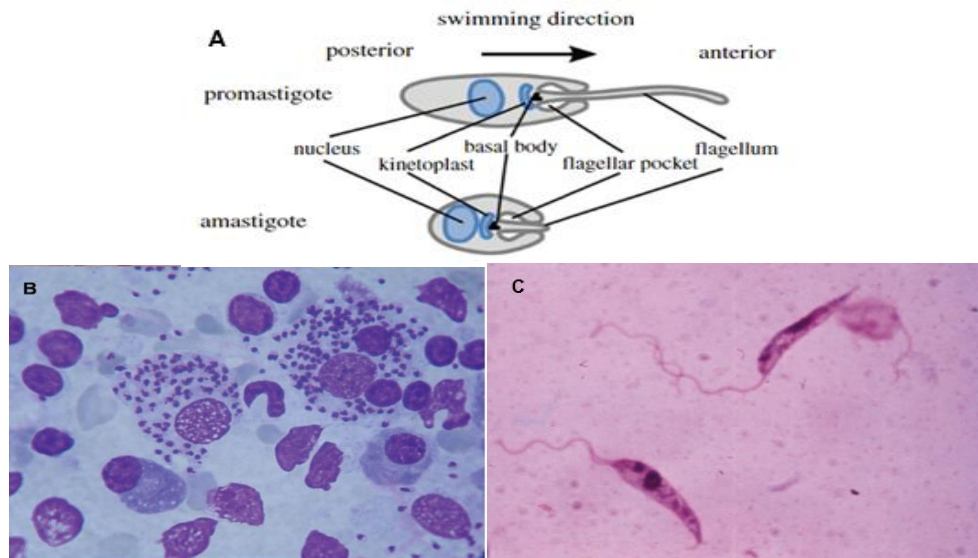 A
swimming direction
posterior
anterior
promastigote
nucleus
kinetoplast
basal body
flagellar pocket
flagellum
amastigote
B
C